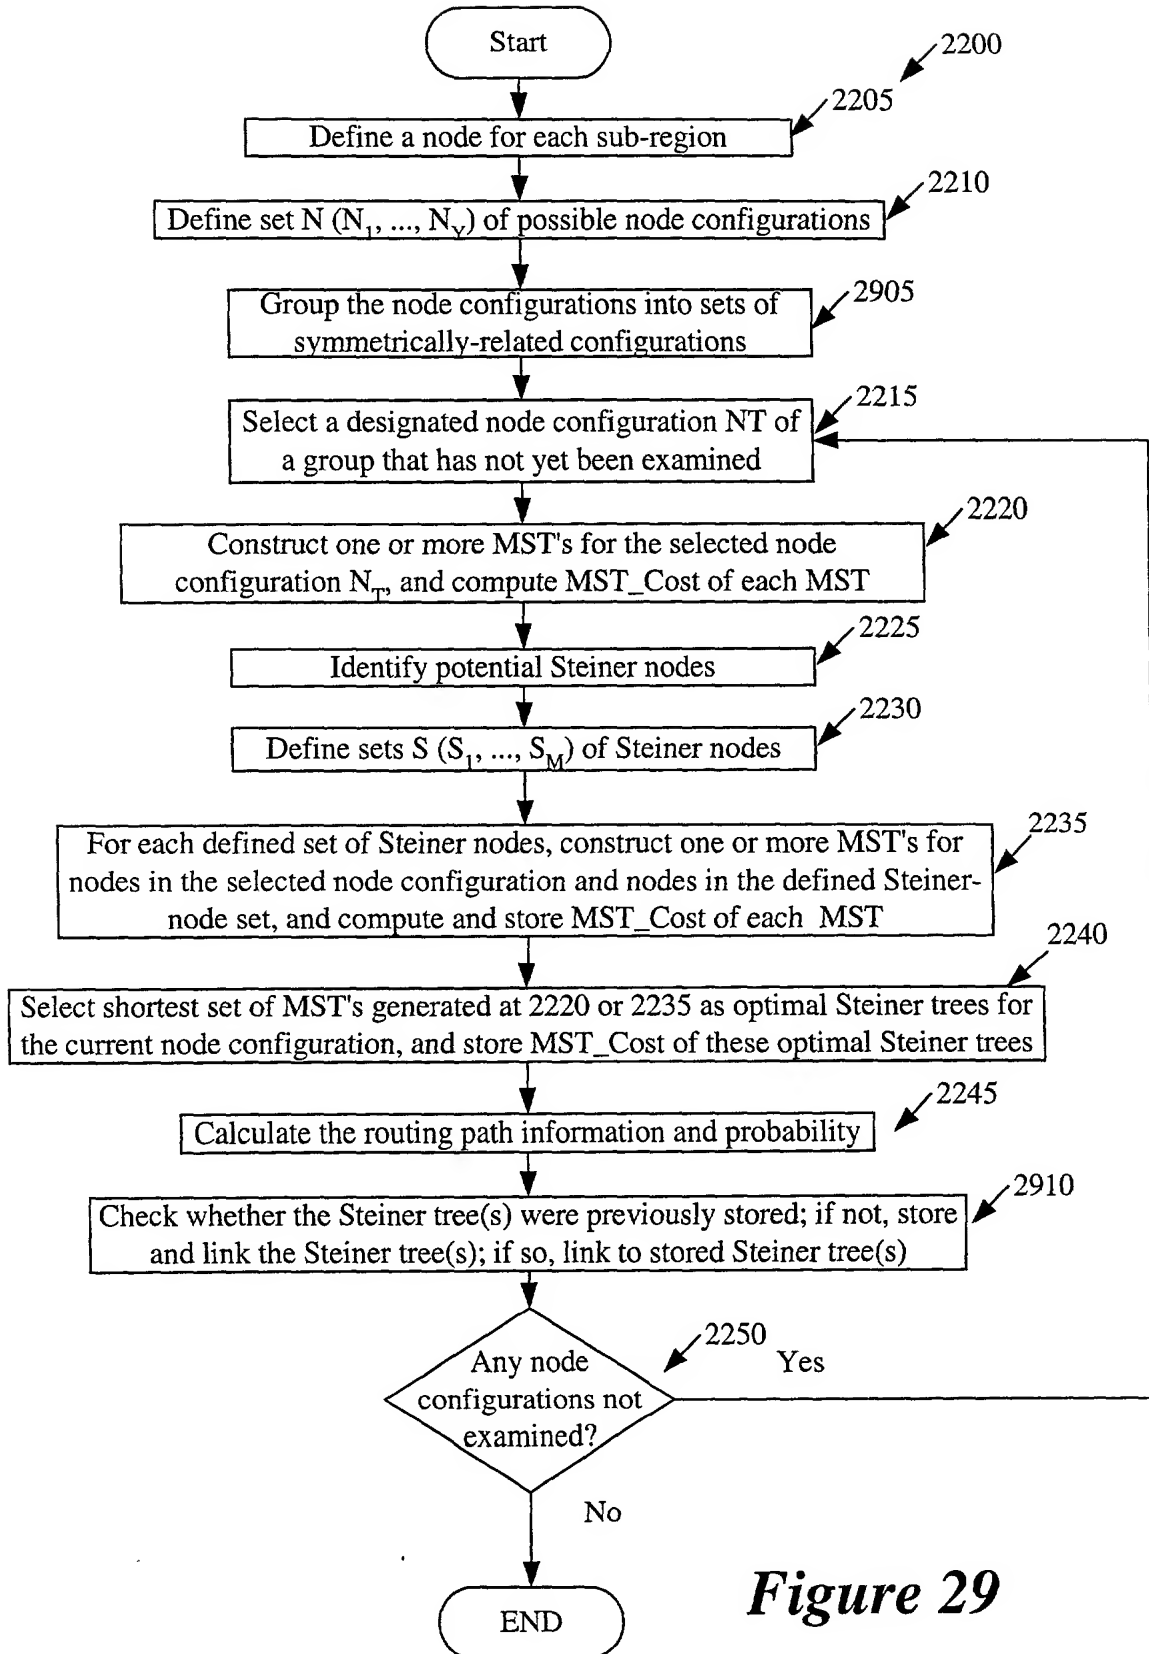 Start
2200
2205
Define a node for each sub-region
2210
Define set N (N1, ..., NY) of possible node configurations
2905
Group the node configurations into sets of
symmetrically-related configurations
2215
Select a designated node configuration NT of
a group that has not yet been examined
2220
Construct one or more MST's for the selected node
configuration NT, and compute MST_Cost of each MST
2225
Identify potential Steiner nodes
2230
Define sets S (S1, ..., SM) of Steiner nodes
2235
For each defined set of Steiner nodes, construct one or more MST's for
nodes in the selected node configuration and nodes in the defined Steiner-
node set, and compute and store MST_Cost of each MST
2240
Select shortest set of MST's generated at 2220 or 2235 as optimal Steiner trees for
the current node configuration, and store MST_Cost of these optimal Steiner trees
2245
Calculate the routing path information and probability
2910
Check whether the Steiner tree(s) were previously stored; if not, store
and link the Steiner tree(s); if so, link to stored Steiner tree(s)
2250
Any node
configurations not
examined?
Yes
No
END
Figure 29